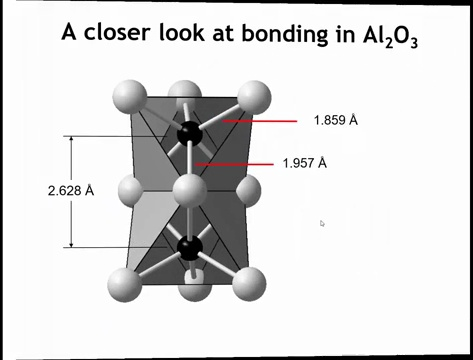 A closer look at bonding in Al₂O₃
1.859 Å
1.957 Å
2.628 Å